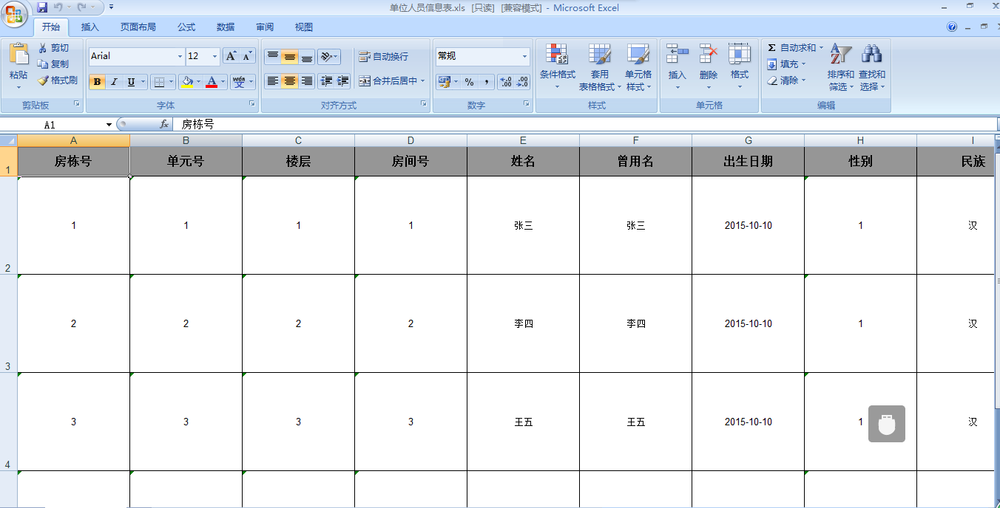 单位人员信息表.xls [只读] [兼容模式] - Microsoft Excel
开始 插入 页面布局 公式 数据 审阅 视图
粘贴 剪切 复制 格式刷
剪贴板
Arial 12
B I U A wén 文
字体
自动换行
合并后居中
对齐方式
常规
% , .00
数字
条件格式 套用表格格式 单元格样式
样式
插入 删除 格式
单元格
Σ 自动求和 填充 清除 排序和筛选 查找和选择
编辑
A1 fx 房栋号
A B C D E F G H I
1 房栋号 单元号 楼层 房间号 姓名 曾用名 出生日期 性别 民族
2 1 1 1 1 张三 张三 2015-10-10 1 汉
3 2 2 2 2 李四 李四 2015-10-10 1 汉
4 3 3 3 3 王五 王五 2015-10-10 1 汉